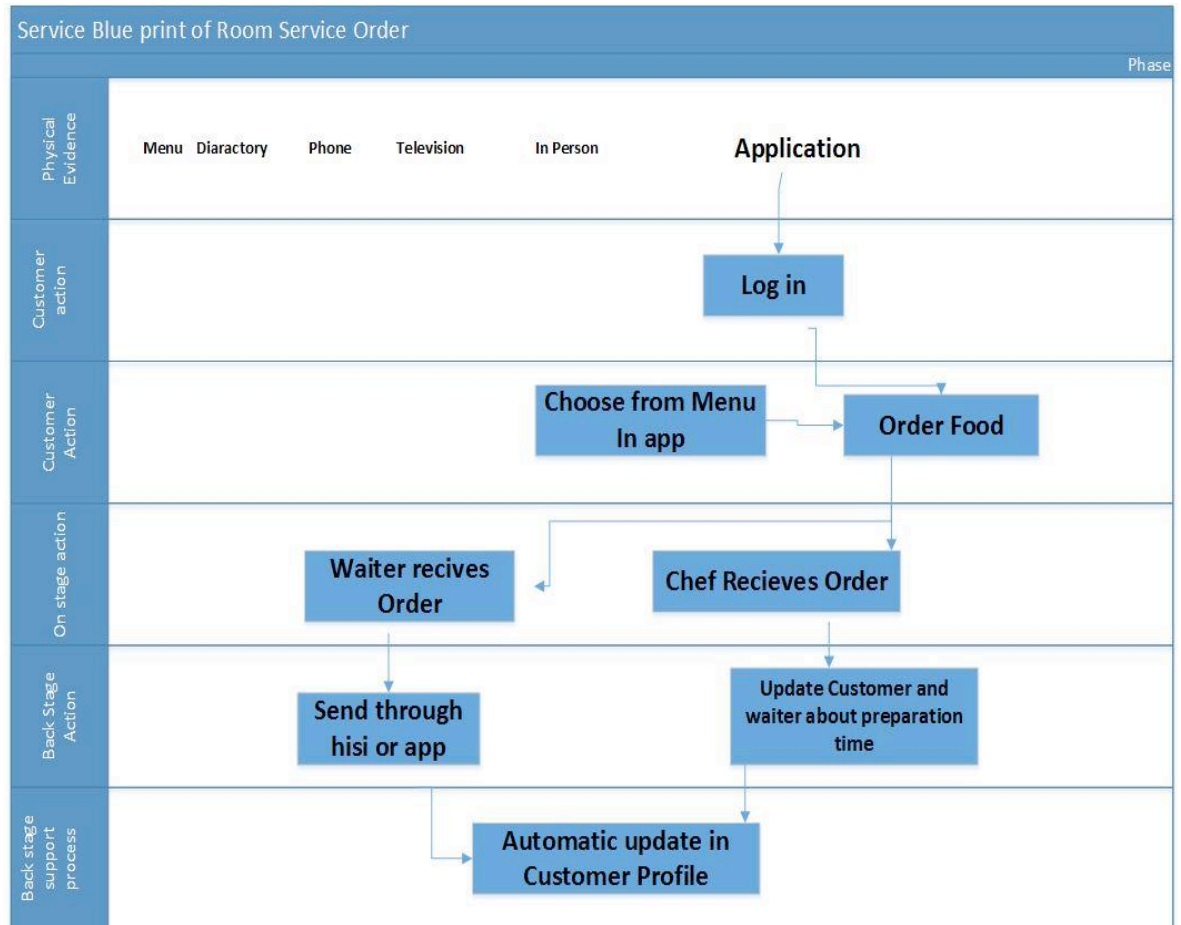 Service Blue print of Room Service Order
Phase
Physical
Evidence
Menu Diaractory Phone Television In Person Application
Customer
action
Log in
Customer
Action
Choose from Menu
In app
Order Food
On stage action
Waiter recives
Order
Chef Recieves Order
Back Stage
Action
Send through
hisi or app
Update Customer and
waiter about preparation
time
Back stage
support
process
Automatic update in
Customer Profile